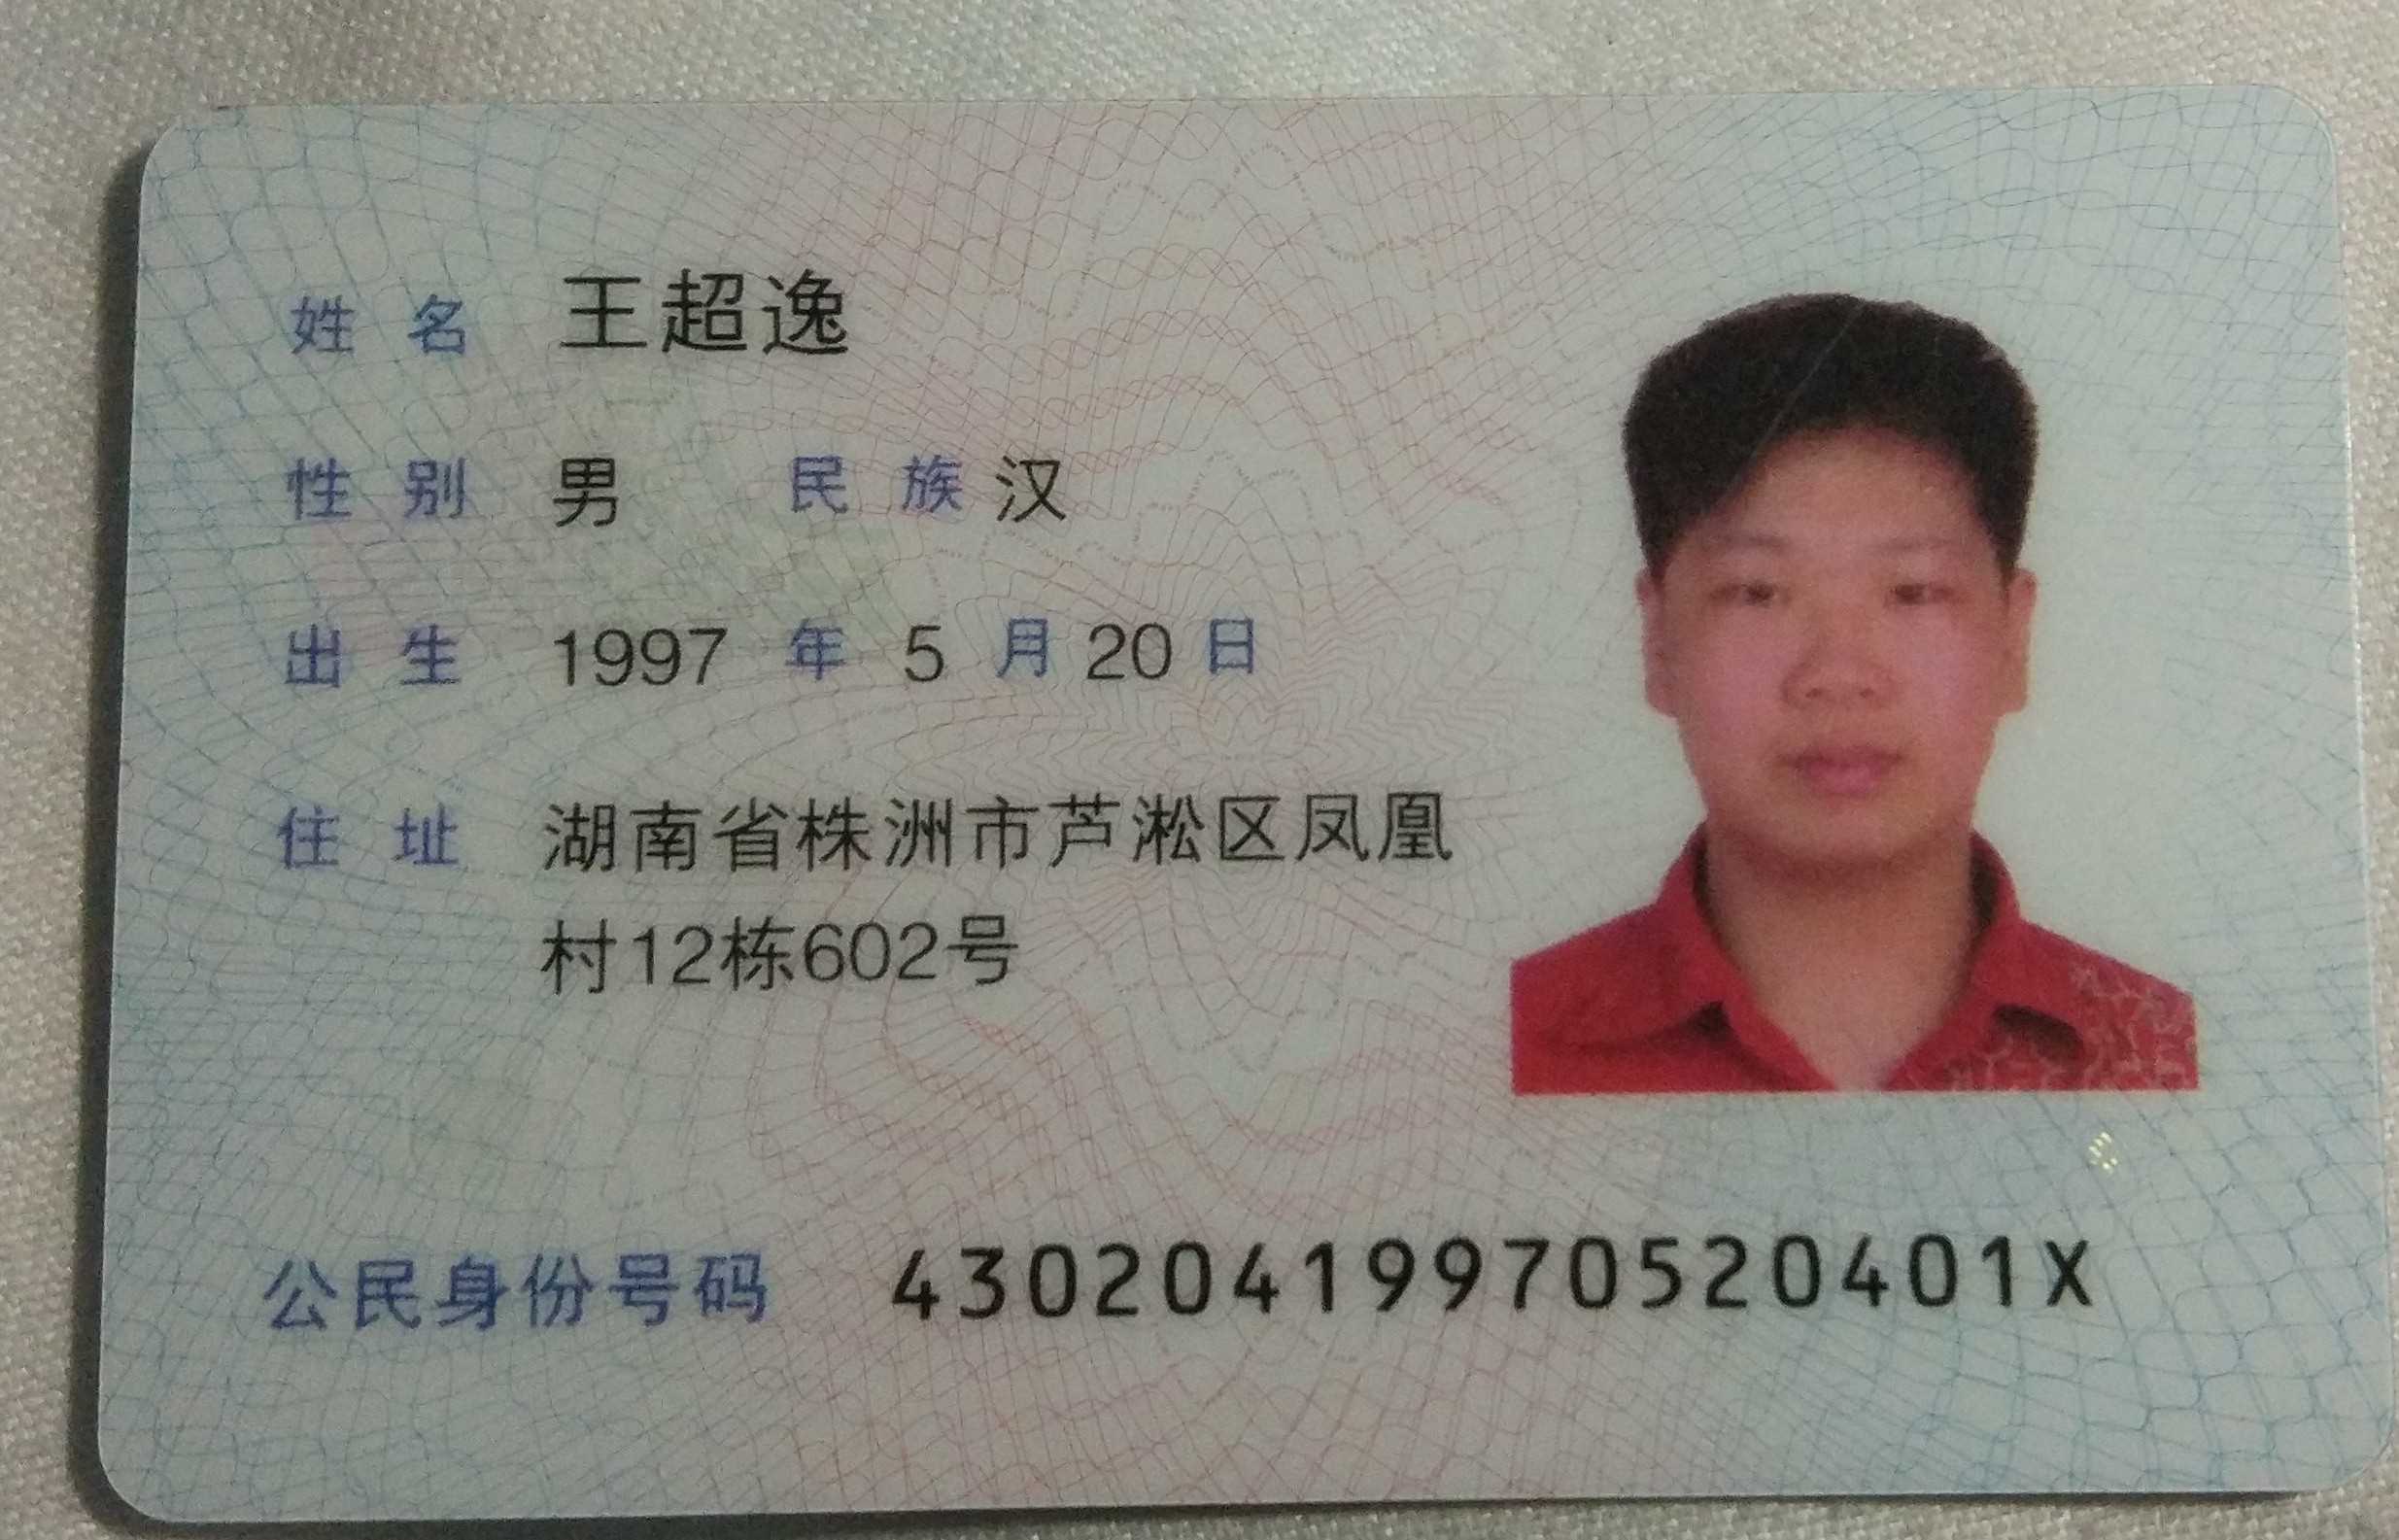 姓名 王超逸
性别 男 民族 汉
出生 1997 年 5 月 20 日
住址 湖南省株洲市芦淞区凤凰
村12栋602号
公民身份号码 43020419970520401X